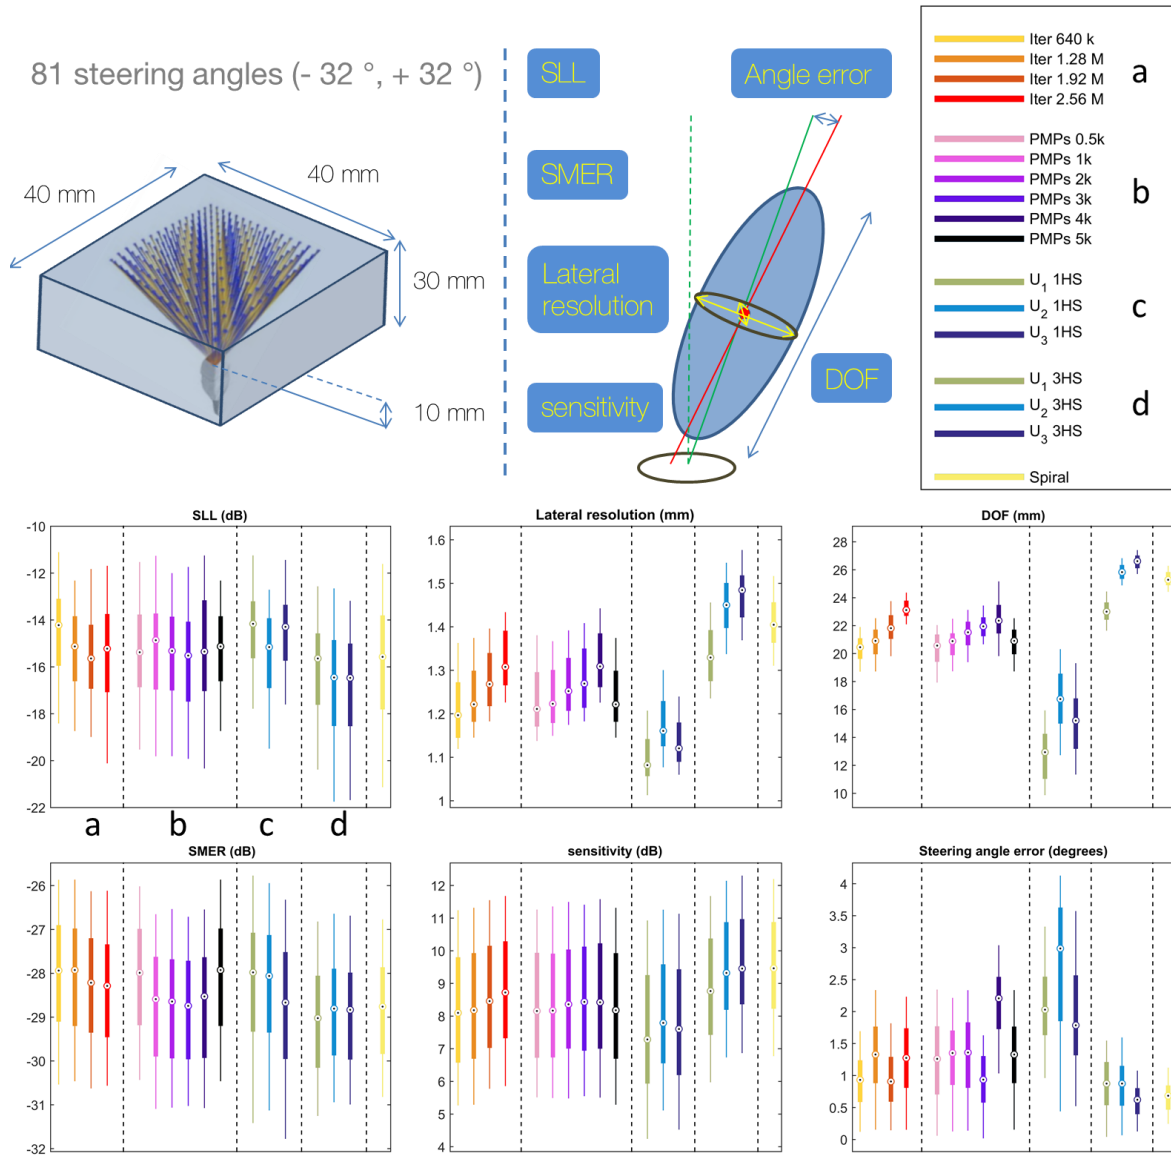 81 steering angles (- 32 °, + 32 °)
40 mm
40 mm
30 mm
10 mm
SLL
Angle error
SMER
Lateral
resolution
DOF
sensitivity
Iter 640 k
Iter 1.28 M
Iter 1.92 M
Iter 2.56 M
a
PMPs 0.5k
PMPs 1k
PMPs 2k
PMPs 3k
PMPs 4k
PMPs 5k
b
U1 1HS
U2 1HS
U3 1HS
c
U1 3HS
U2 3HS
U3 3HS
d
Spiral
SLL (dB)
-10
-12
-14
-16
-18
-20
-22
a
b
c
d
Lateral resolution (mm)
1.6
1.5
1.4
1.3
1.2
1.1
1
DOF (mm)
28
26
24
22
20
18
16
14
12
10
9
SMER (dB)
-26
-27
-28
-29
-30
-31
-32
sensitivity (dB)
12
11
10
9
8
7
6
5
4
Steering angle error (degrees)
4
3.5
3
2.5
2
1.5
1
0.5
0